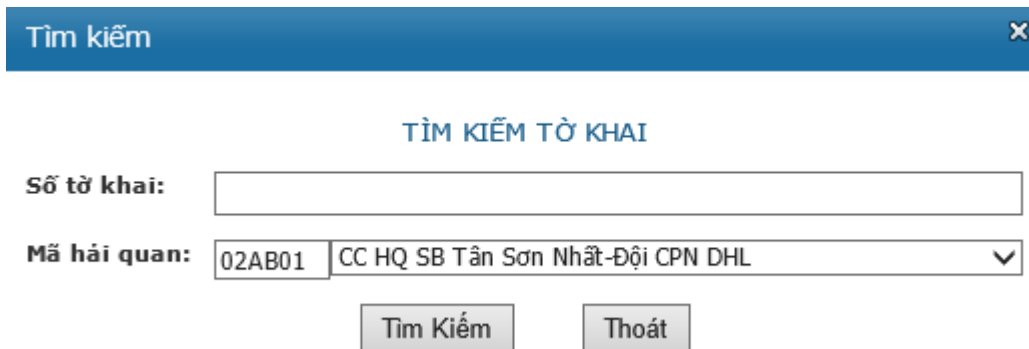 Tìm kiếm
TÌM KIẾM TỜ KHAI
Số tờ khai:
Mã hải quan: 02AB01 CC HQ SB Tân Sơn Nhất-Đội CPN DHL
Tìm Kiếm Thoát